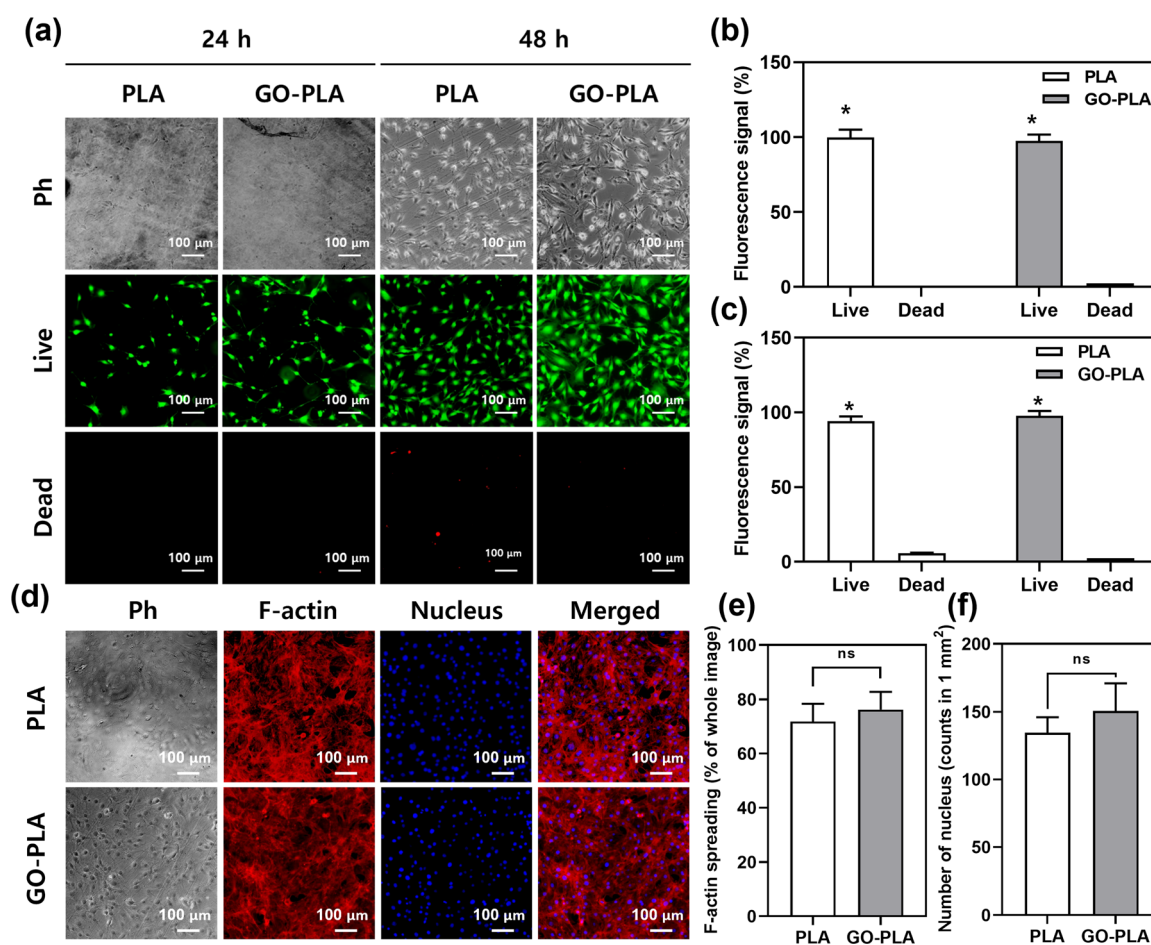 (a)
24 h
48 h
PLA
GO-PLA
PLA
GO-PLA
Ph
100 µm
100 µm
100 µm
100 µm
Live
100 µm
100 µm
100 µm
100 µm
Dead
100 µm
100 µm
100 µm
100 µm
(b)
Fluorescence signal (%)
150
100
50
0
*
*
PLA
GO-PLA
Live
Dead
Live
Dead
(c)
Fluorescence signal (%)
150
100
50
0
*
*
PLA
GO-PLA
Live
Dead
Live
Dead
(d)
Ph
F-actin
Nucleus
Merged
PLA
100 µm
100 µm
100 µm
100 µm
GO-PLA
100 µm
100 µm
100 µm
100 µm
(e)
F-actin spreading (% of whole image)
100
80
60
40
20
0
ns
PLA
GO-PLA
(f)
Number of nucleus (counts in 1 mm²)
200
150
100
50
0
ns
PLA
GO-PLA